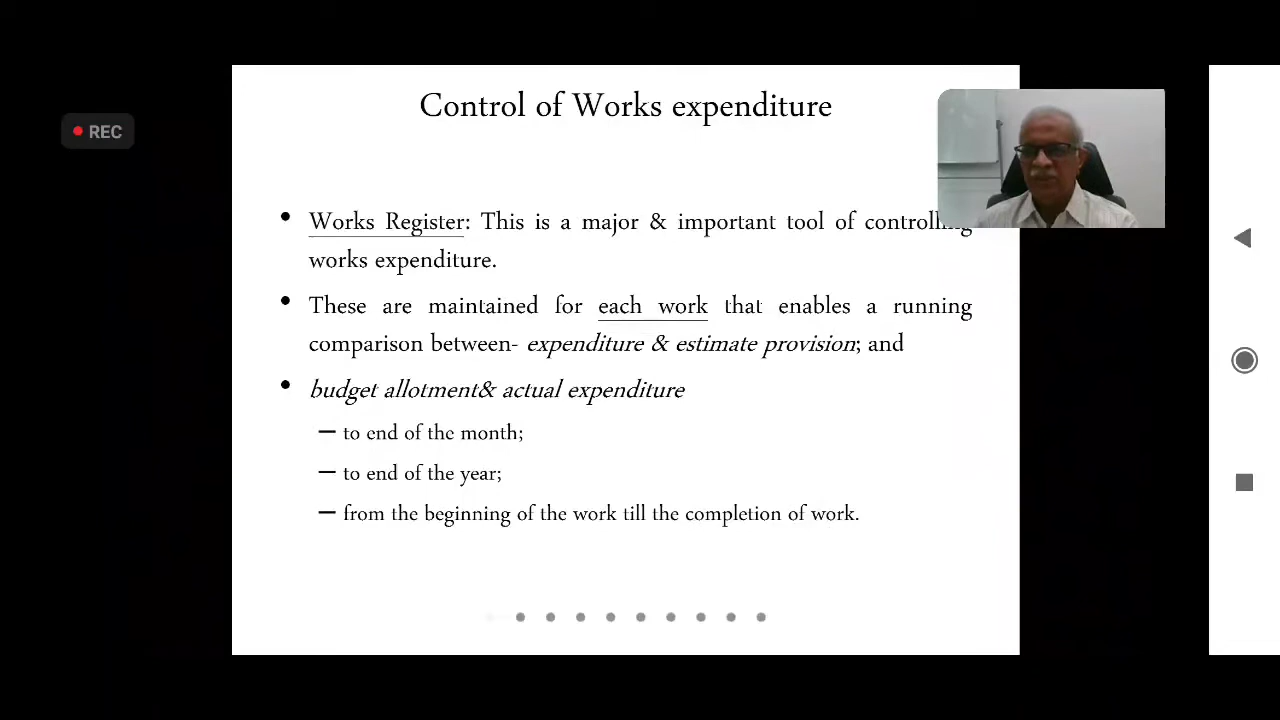 Control of Works expenditure
REC
• Works Register: This is a major & important tool of controlling
works expenditure.
• These are maintained for each work that enables a running
comparison between- expenditure & estimate provision; and
• budget allotment& actual expenditure
– to end of the month;
– to end of the year;
– from the beginning of the work till the completion of work.